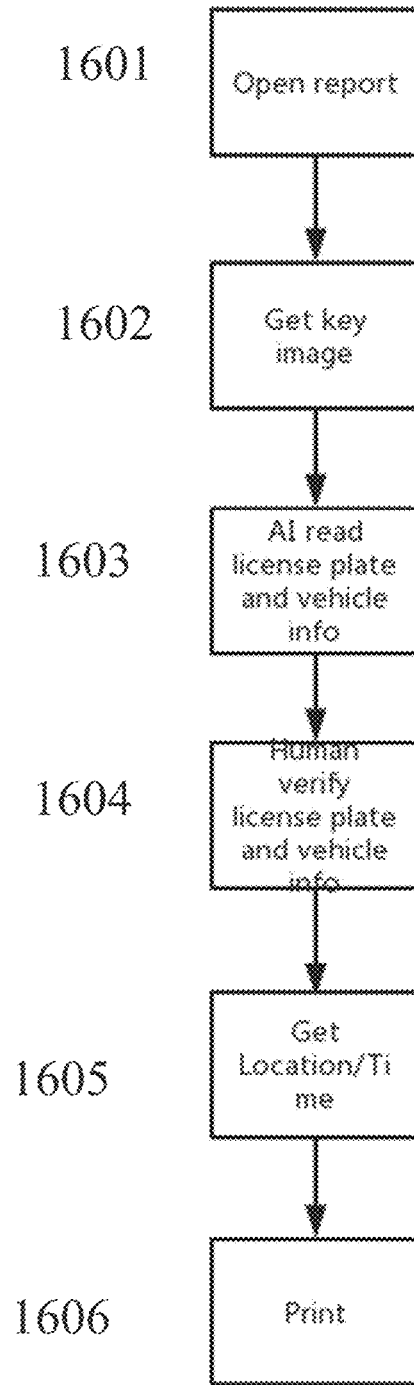 1601
Open report
1602
Get key
image
1603
AI read
license plate
and vehicle
info
1604
Human
verify
license plate
and vehicle
info
1605
Get
Location/Ti
me
1606
Print